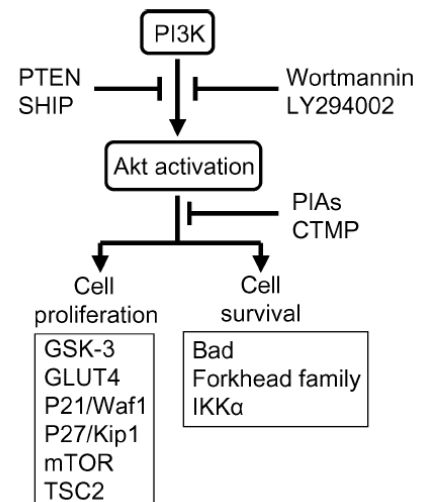 PI3K
PTEN
SHIP
Wortmannin
LY294002
Akt activation
PIAs
CTMP
Cell
proliferation
Cell
survival
GSK-3
GLUT4
P21/Waf1
P27/Kip1
mTOR
TSC2
Bad
Forkhead family
IKKα